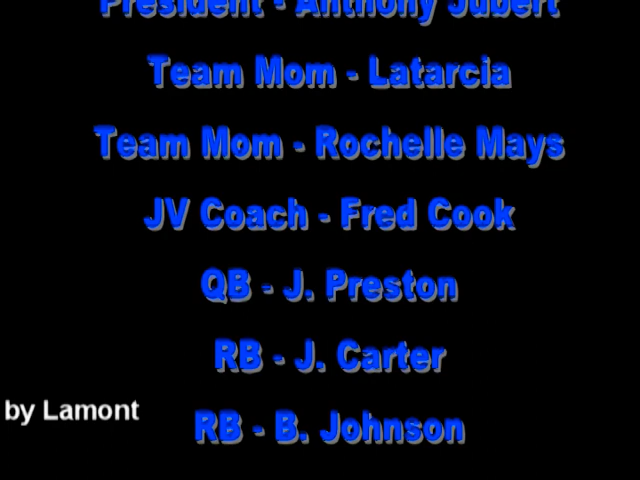 President - Anthony Jubert
Team Mom - Latarcia
Team Mom - Rochelle Mays
JV Coach - Fred Cook
QB - J. Preston
RB - J. Carter
by Lamont
RB - B. Johnson